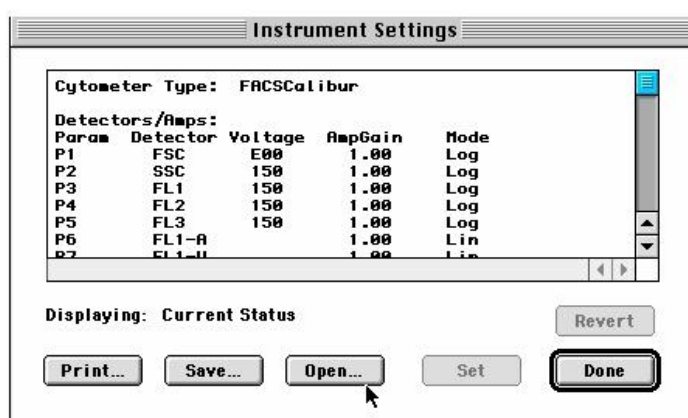 Instrument Settings
Cytometer Type: FACSCalibur
Detectors/Amps:
Param Detector Voltage AmpGain Mode
P1 FSC E00 1.00 Log
P2 SSC 150 1.00 Log
P3 FL1 150 1.00 Log
P4 FL2 150 1.00 Log
P5 FL3 150 1.00 Log
P6 FL1-A 1.00 Lin
Displaying: Current Status
Revert
Print... Save... Open... Set Done